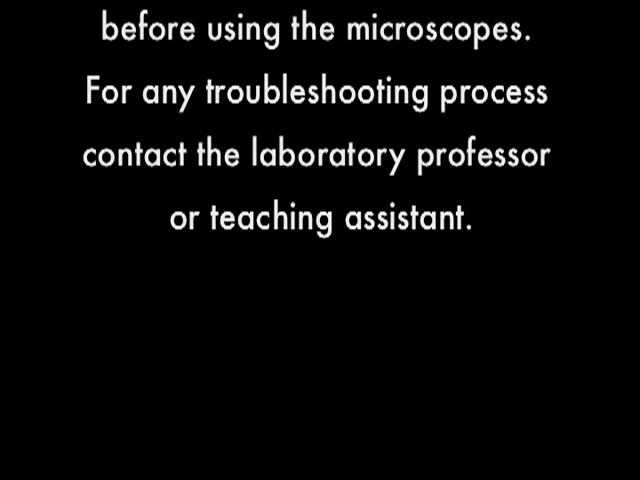 before using the microscopes.
For any troubleshooting process
contact the laboratory professor
or teaching assistant.